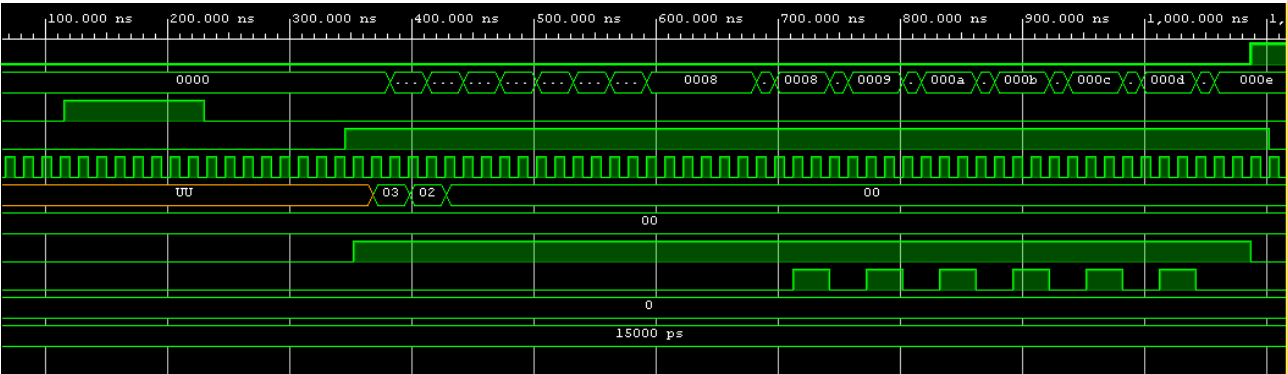 100.000 ns 200.000 ns 300.000 ns 400.000 ns 500.000 ns 600.000 ns 700.000 ns 800.000 ns 900.000 ns 1,000.000 ns 1,
0000 ... ... ... ... ... ... ... 0008 . 0008 . 0009 . 000a . 000b . 000c . 000d . 000e
UU 03 02 00
00
0
15000 ps